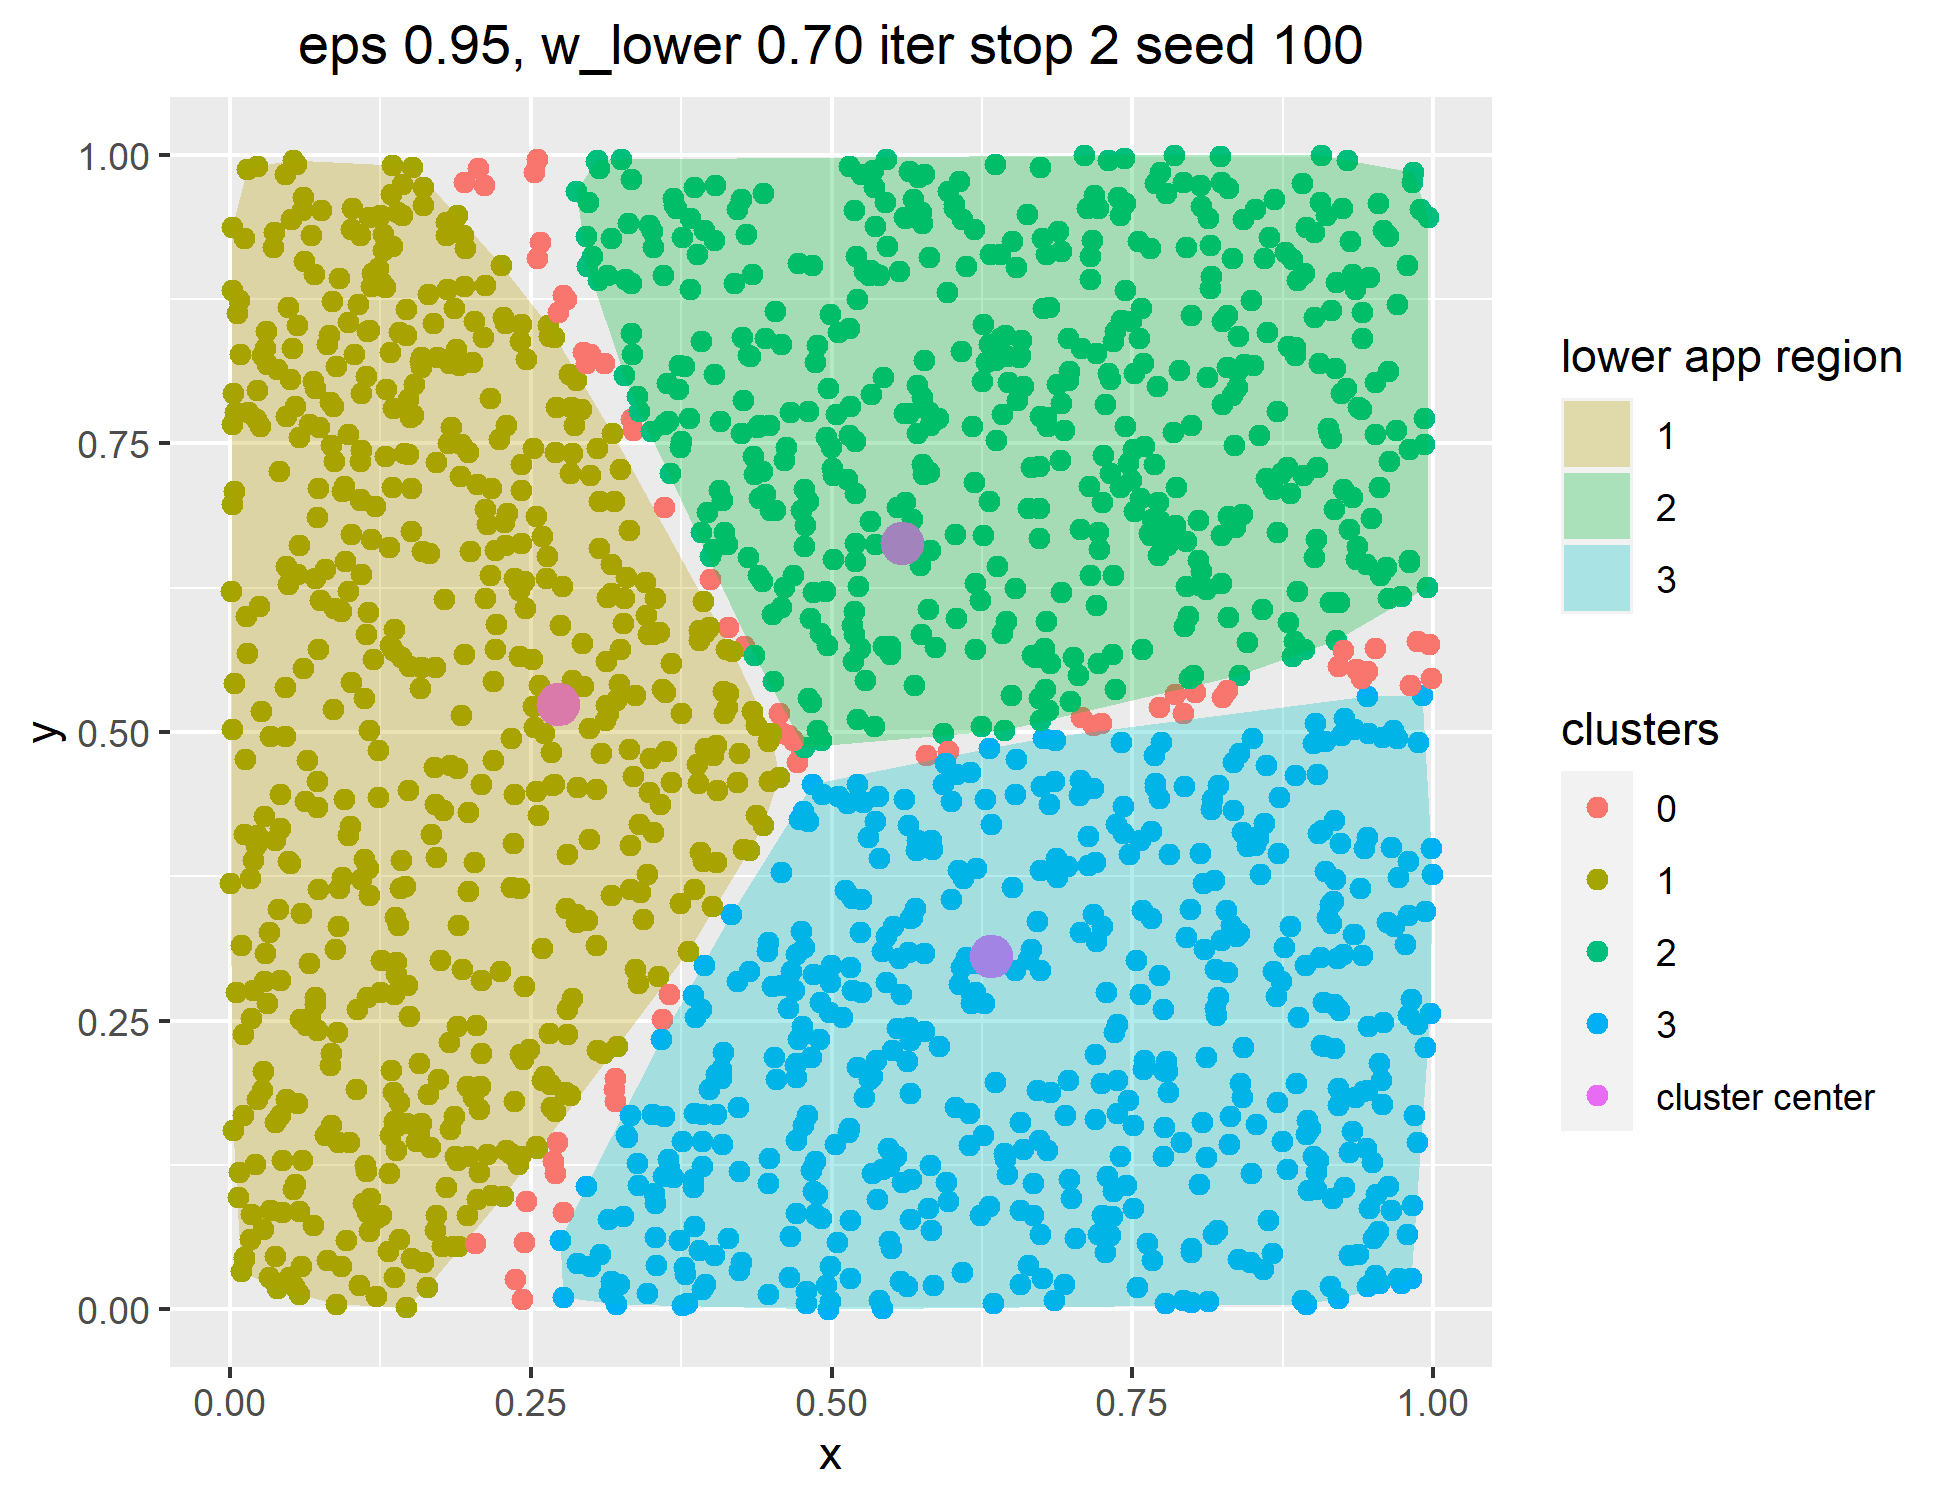 eps 0.95, w_lower 0.70 iter stop 2 seed 100
1.00
0.75
0.50
0.25
0.00
y
0.00 0.25 0.50 0.75 1.00
x
lower app region
1
2
3
clusters
0
1
2
3
cluster center